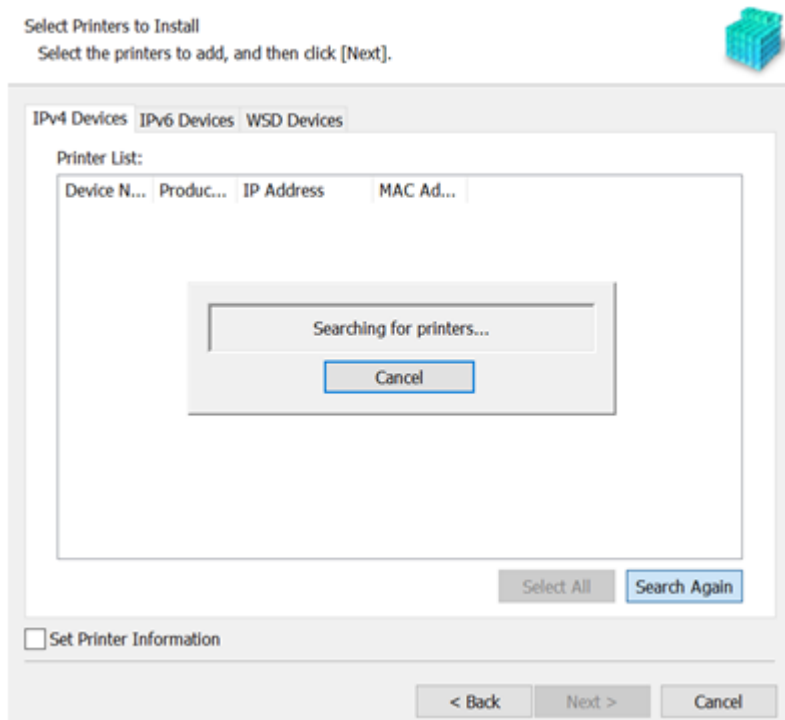 Select Printers to Install
Select the printers to add, and then click [Next].
IPv4 Devices IPv6 Devices WSD Devices
Printer List:
Device N... Produc... IP Address MAC Ad...
Searching for printers...
Cancel
Select All Search Again
Set Printer Information
< Back Next > Cancel